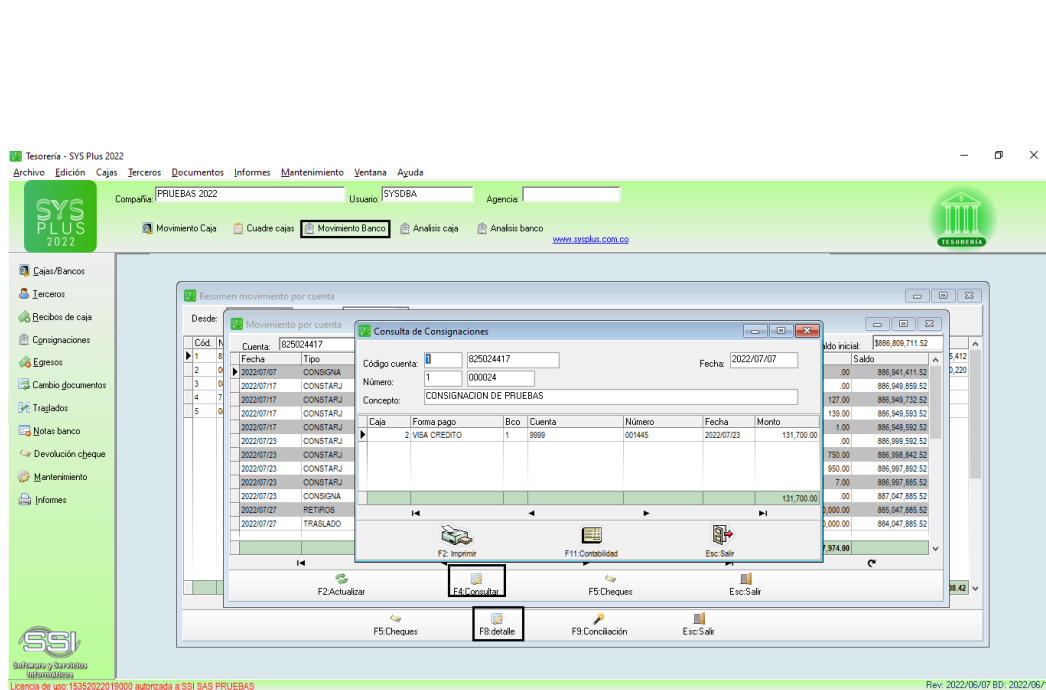 Tesorería - SYS Plus 2022
Archivo Edición Cajas Terceros Documentos Informes Mantenimiento Ventana Ayuda
SYS PLUS 2022
Compañia: PRUEBAS 2022 Usuario: SYSDBA Agencia:
Movimiento Caja Cuadre cajas Movimiento Banco Analisis caja Analisis banco
www.sysplus.com.co
TESORERÍA
Cajas/Bancos
Terceros
Recibos de caja
Consignaciones
Egresos
Cambio documentos
Traslados
Notas banco
Devolución cheque
Mantenimiento
Informes
Resumen movimiento por cuenta
Desde:
Cód. N
1 8
2 0
3 0
4 7
5 0
5,412
0,220
08.42
Movimiento por cuenta
Cuenta: 825024417 ldo inicial: $886,809,711.52
Fecha Tipo Saldo
2022/07/07 CONSIGNA .00 886,941,411.52
2022/07/17 CONSTARJ .00 886,949,859.52
2022/07/17 CONSTARJ 127.00 886,949,732.52
2022/07/17 CONSTARJ 139.00 886,949,593.52
2022/07/17 CONSTARJ 1.00 886,949,592.52
2022/07/23 CONSTARJ .00 886,999,592.52
2022/07/23 CONSTARJ 750.00 886,998,842.52
2022/07/23 CONSTARJ 950.00 886,997,892.52
2022/07/23 CONSTARJ 7.00 886,997,885.52
2022/07/23 CONSIGNA .00 887,047,885.52
2022/07/27 RETIROS 0,000.00 885,047,885.52
2022/07/27 TRASLADO 0,000.00 884,047,885.52
7,974.00
Consulta de Consignaciones
Código cuenta: 1 825024417 Fecha: 2022/07/07
Número: 1 000024
Concepto: CONSIGNACION DE PRUEBAS
Caja Forma pago Bco Cuenta Número Fecha Monto
2 VISA CREDITO 1 9999 001445 2022/07/23 131,700.00
131,700.00
F2: Imprimir F11:Contabilidad Esc:Salir
F2:Actualizar F4:Consultar F5:Cheques Esc:Salir
F5:Cheques F8:detalle F9:Conciliación Esc:Salir
SSI
Software y Servicios
Informáticos
Licencia de uso:15352022019000 autorizada a:SSI SAS PRUEBAS Rev: 2022/06/07 BD: 2022/06/